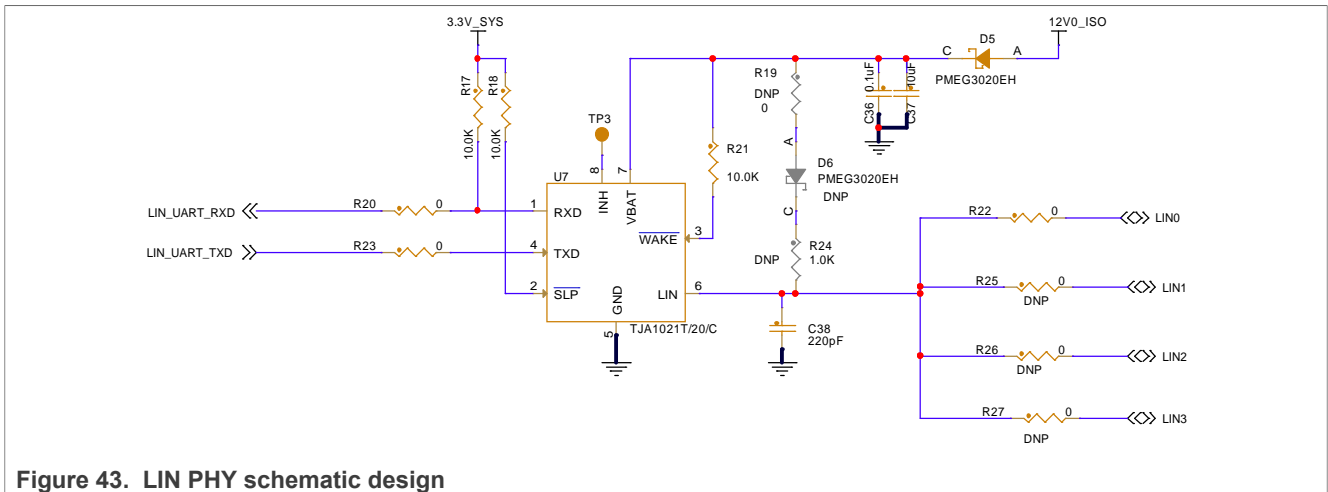 3.3V_SYS
12V0_ISO
D5
C
A
PMEG3020EH
R17
10.0K
R18
10.0K
R19
DNP
0
C36
0.1uF
C37
10uF
TP3
R21
10.0K
A
D6
PMEG3020EH
DNP
C
U7
8
7
INH
VBAT
LIN_UART_RXD
R20
0
1
RXD
WAKE
3
R24
1.0K
DNP
LIN_UART_TXD
R23
0
4
TXD
2
SLP
GND
LIN
6
5
TJA1021T/20/C
C38
220pF
R22
0
LIN0
R25
0
DNP
LIN1
R26
0
DNP
LIN2
R27
0
DNP
LIN3
Figure 43. LIN PHY schematic design